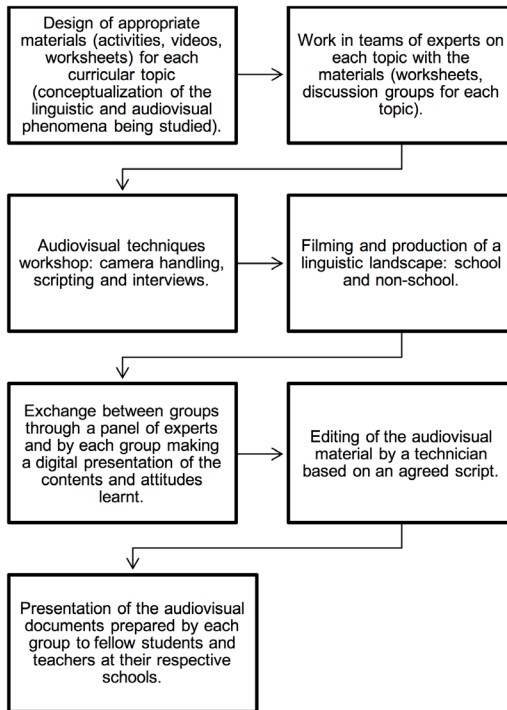 Design of appropriate
materials (activities, videos,
worksheets) for each
curricular topic
(conceptualization of the
linguistic and audiovisual
phenomena being studied).
Work in teams of experts on
each topic with the
materials (worksheets,
discussion groups for each
topic).
Audiovisual techniques
workshop: camera handling,
scripting and interviews.
Filming and production of a
linguistic landscape: school
and non-school.
Exchange between groups
through a panel of experts
and by each group making
a digital presentation of the
contents and attitudes
learnt.
Editing of the audiovisual
material by a technician
based on an agreed script.
Presentation of the audiovisual
documents prepared by each
group to fellow students and
teachers at their respective
schools.